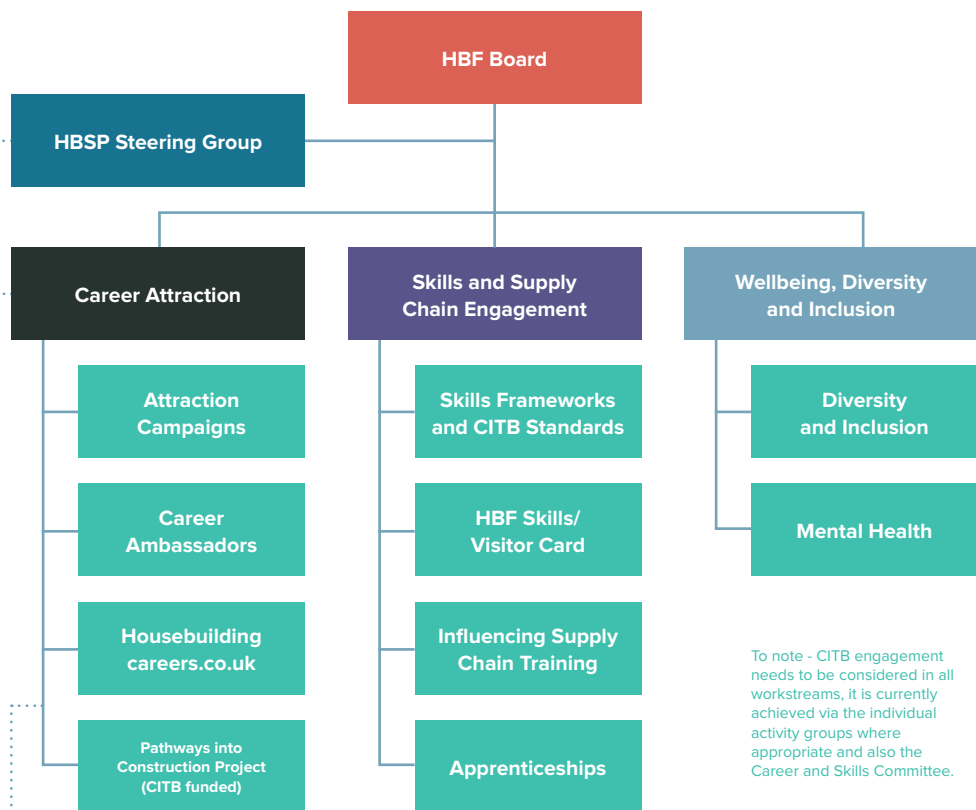 HBF Board
HBSP Steering Group
Career Attraction
Skills and Supply
Chain Engagement
Wellbeing, Diversity
and Inclusion
Attraction
Campaigns
Skills Frameworks
and CITB Standards
Diversity
and Inclusion
Career
Ambassadors
HBF Skills/
Visitor Card
Mental Health
Housebuilding
careers.co.uk
Influencing Supply
Chain Training
Pathways into
Construction Project
(CITB funded)
Apprenticeships
To note - CITB engagement
needs to be considered in all
workstreams, it is currently
achieved via the individual
activity groups where
appropriate and also the
Career and Skills Committee.